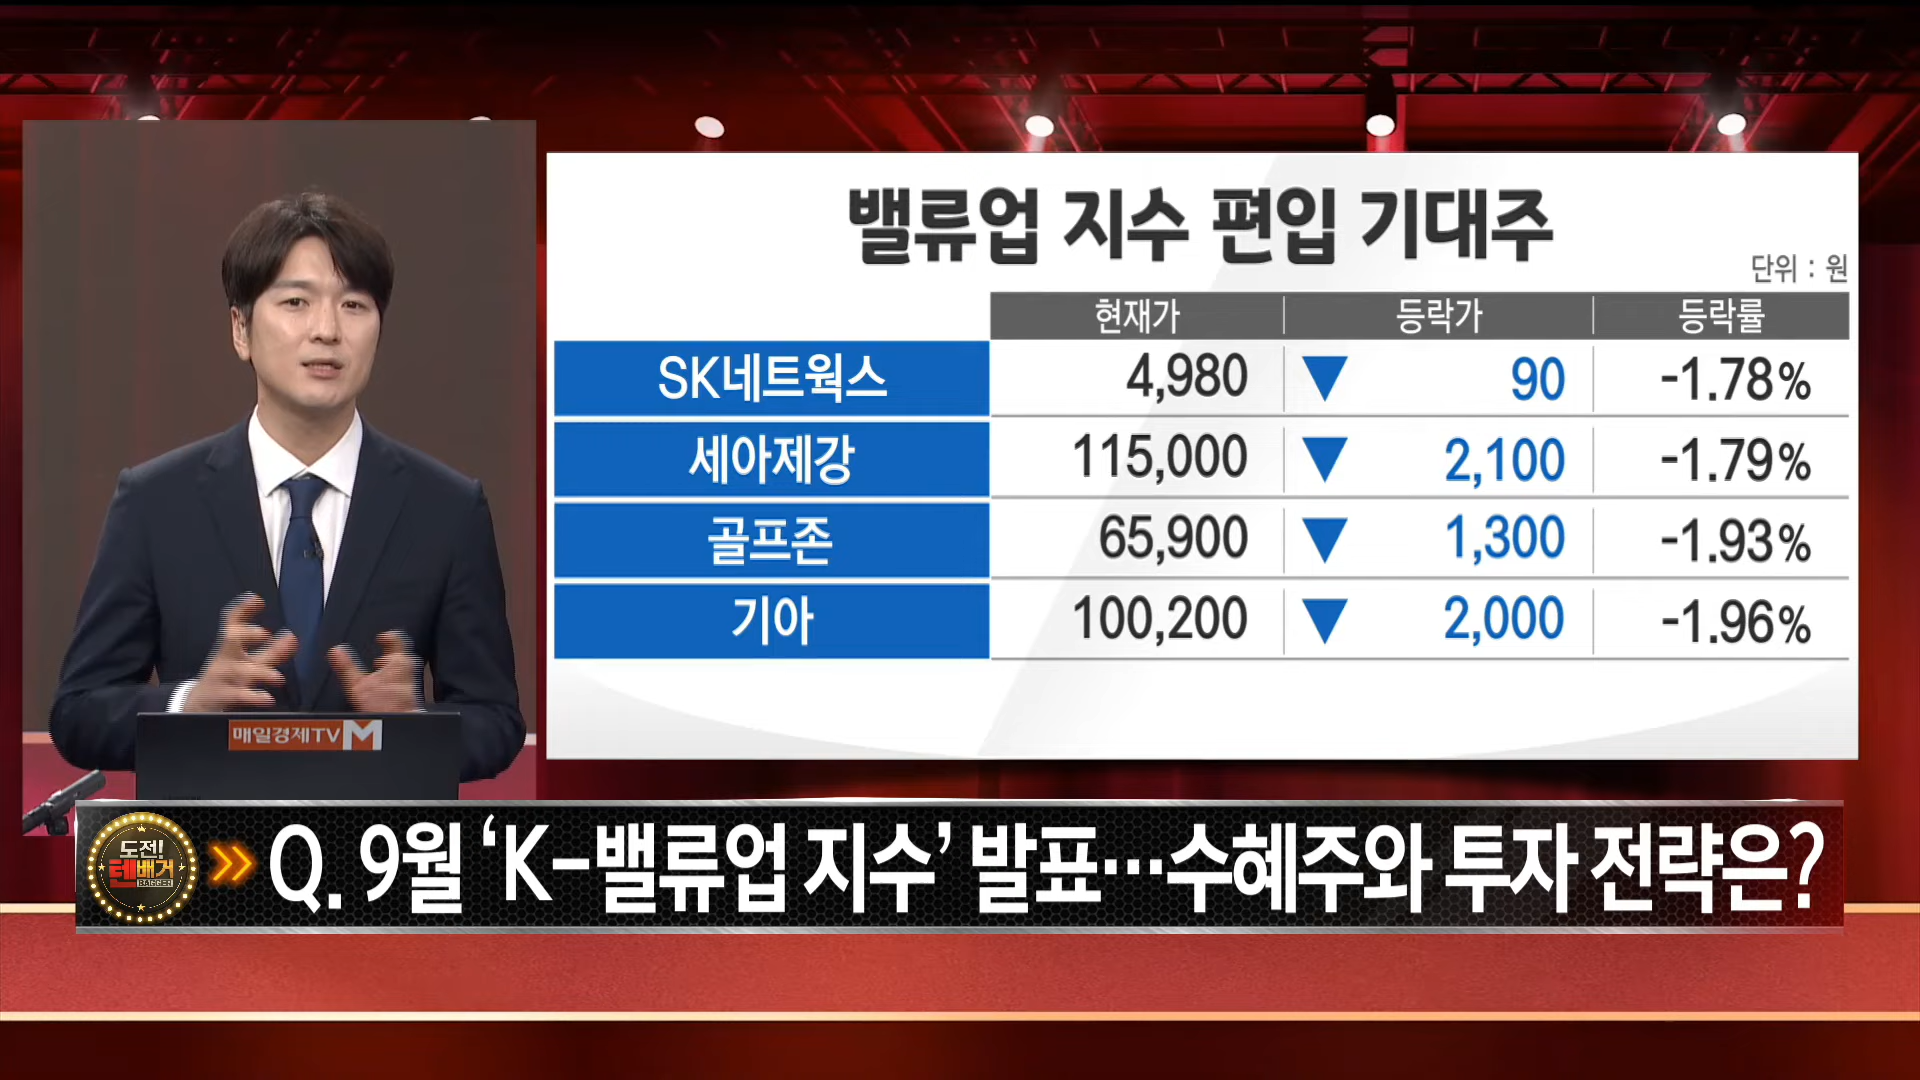 밸류업 지수 편입 기대주
단위 : 원
현재가 등락가 등락률
SK네트웍스 4,980 ▼ 90 -1.78%
세아제강 115,000 ▼ 2,100 -1.79%
골프존 65,900 ▼ 1,300 -1.93%
기아 100,200 ▼ 2,000 -1.96%
매일경제TV M
도전!
텐배거
BAGGER
Q. 9월 ‘K-밸류업 지수’ 발표…수혜주와 투자 전략은?